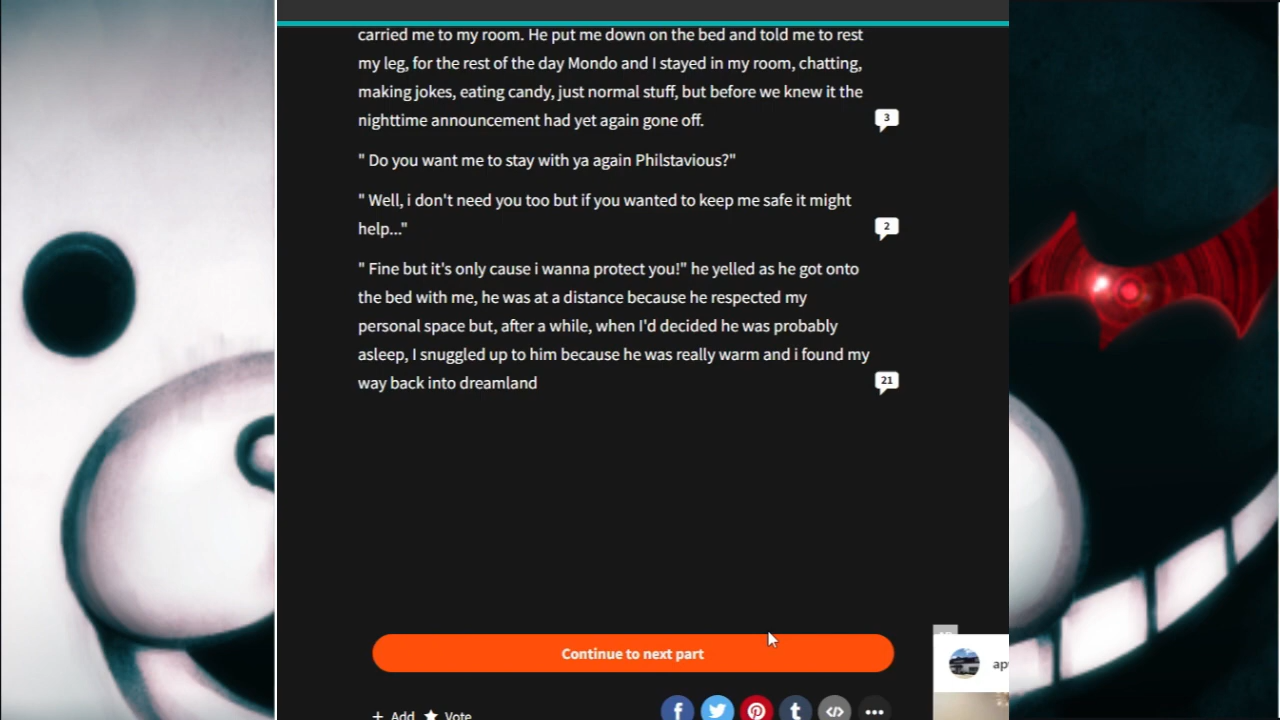 carried me to my room. He put me down on the bed and told me to rest
my leg, for the rest of the day Mondo and I stayed in my room, chatting,
making jokes, eating candy, just normal stuff, but before we knew it the
nighttime announcement had yet again gone off.
3
" Do you want me to stay with ya again Philstavious?"
" Well, i don't need you too but if you wanted to keep me safe it might
help..."
2
" Fine but it's only cause i wanna protect you!" he yelled as he got onto
the bed with me, he was at a distance because he respected my
personal space but, after a while, when I'd decided he was probably
asleep, I snuggled up to him because he was really warm and i found my
way back into dreamland
21
Continue to next part
+ Add ★ Vote